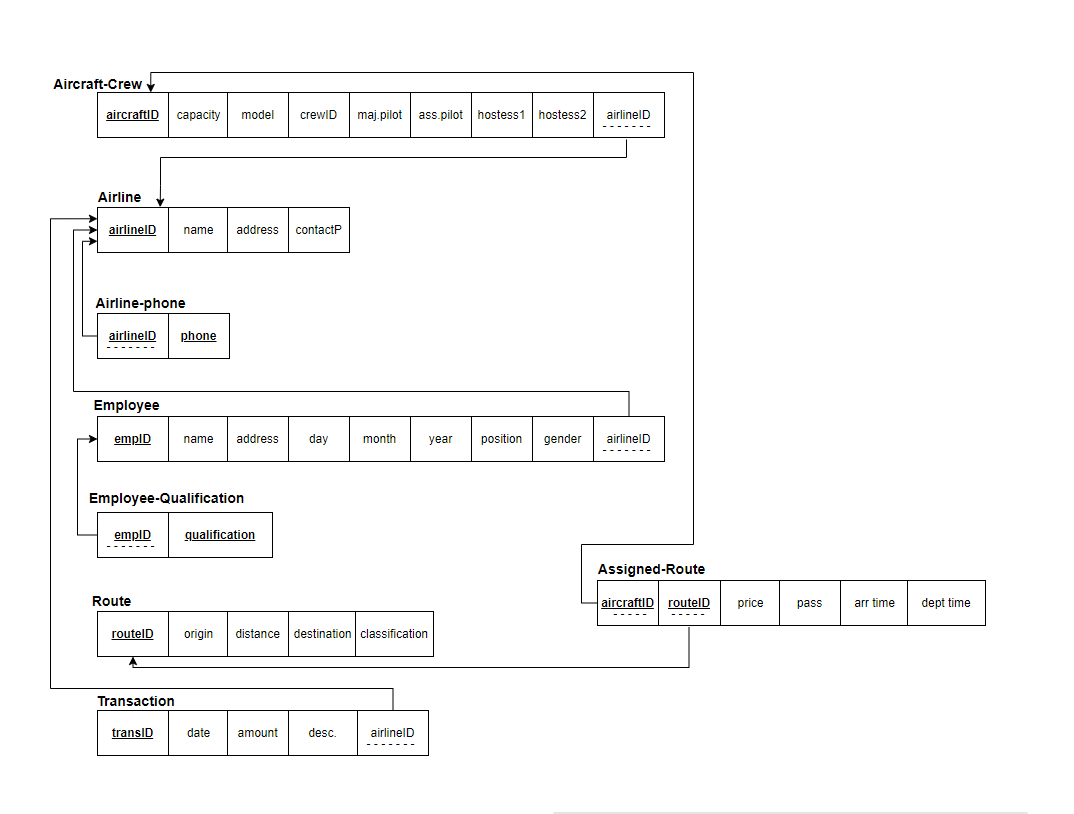 Aircraft-Crew
aircraftID capacity model crewID maj.pilot ass.pilot hostess1 hostess2 airlineID
Airline
airlineID name address contactP
Airline-phone
airlineID phone
Employee
empID name address day month year position gender airlineID
Employee-Qualification
empID qualification
Assigned-Route
aircraftID routeID price pass arr time dept time
Route
routeID origin distance destination classification
Transaction
transID date amount desc. airlineID